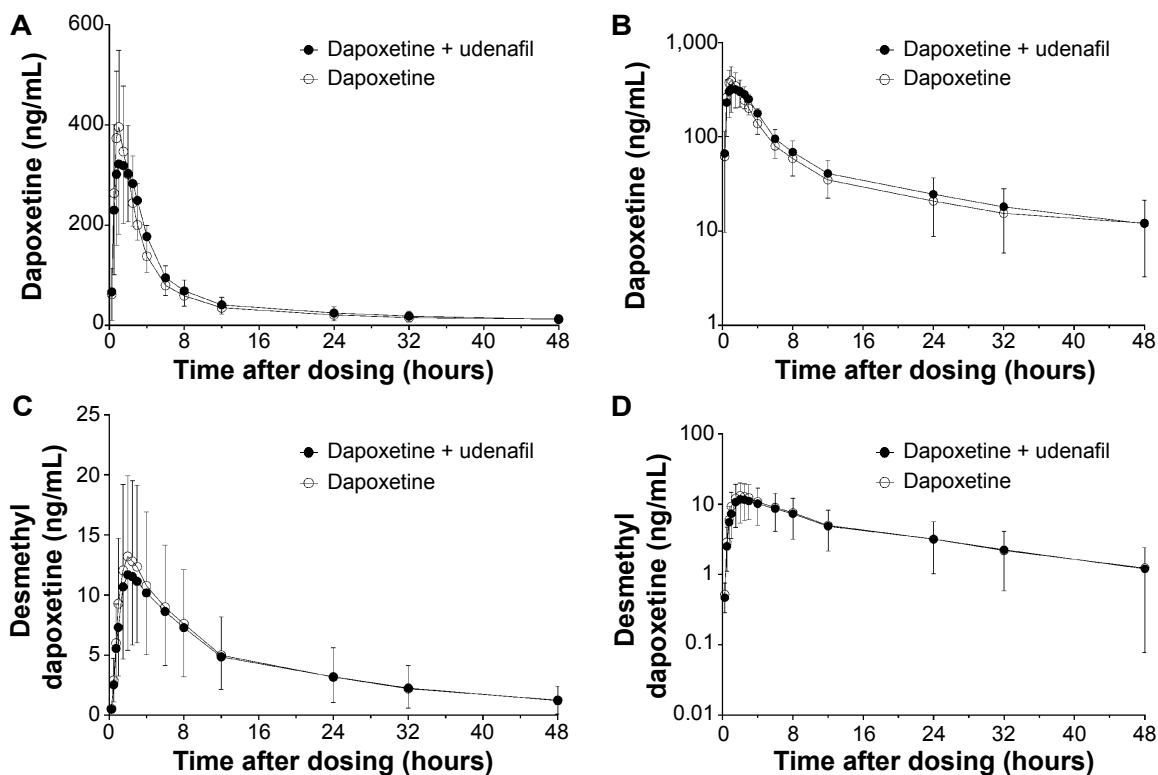 A
Dapoxetine (ng/mL)
600
400
200
0
Dapoxetine + udenafil
Dapoxetine
0 8 16 24 32 40 48
Time after dosing (hours)
B
Dapoxetine (ng/mL)
1,000
100
10
1
Dapoxetine + udenafil
Dapoxetine
0 8 16 24 32 40 48
Time after dosing (hours)
C
Desmethyl
dapoxetine (ng/mL)
25
20
15
10
5
0
Dapoxetine + udenafil
Dapoxetine
0 8 16 24 32 40 48
Time after dosing (hours)
D
Desmethyl
dapoxetine (ng/mL)
100
10
1
0.1
0.01
Dapoxetine + udenafil
Dapoxetine
0 8 16 24 32 40 48
Time after dosing (hours)